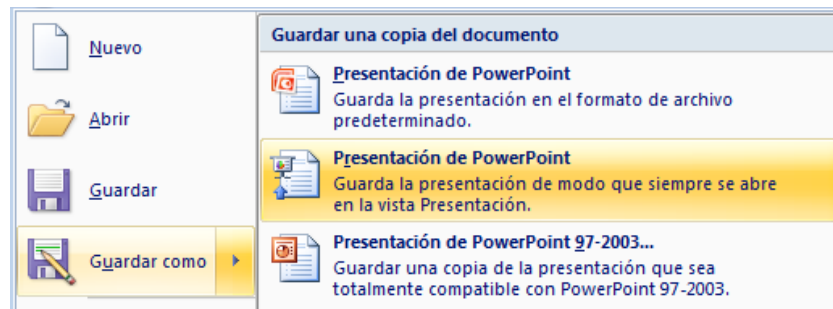 Nuevo
Abrir
Guardar
Guardar como
Guardar una copia del documento
Presentación de PowerPoint
Guarda la presentación en el formato de archivo
predeterminado.
Presentación de PowerPoint
Guarda la presentación de modo que siempre se abre
en la vista Presentación.
Presentación de PowerPoint 97-2003...
Guardar una copia de la presentación que sea
totalmente compatible con PowerPoint 97-2003.